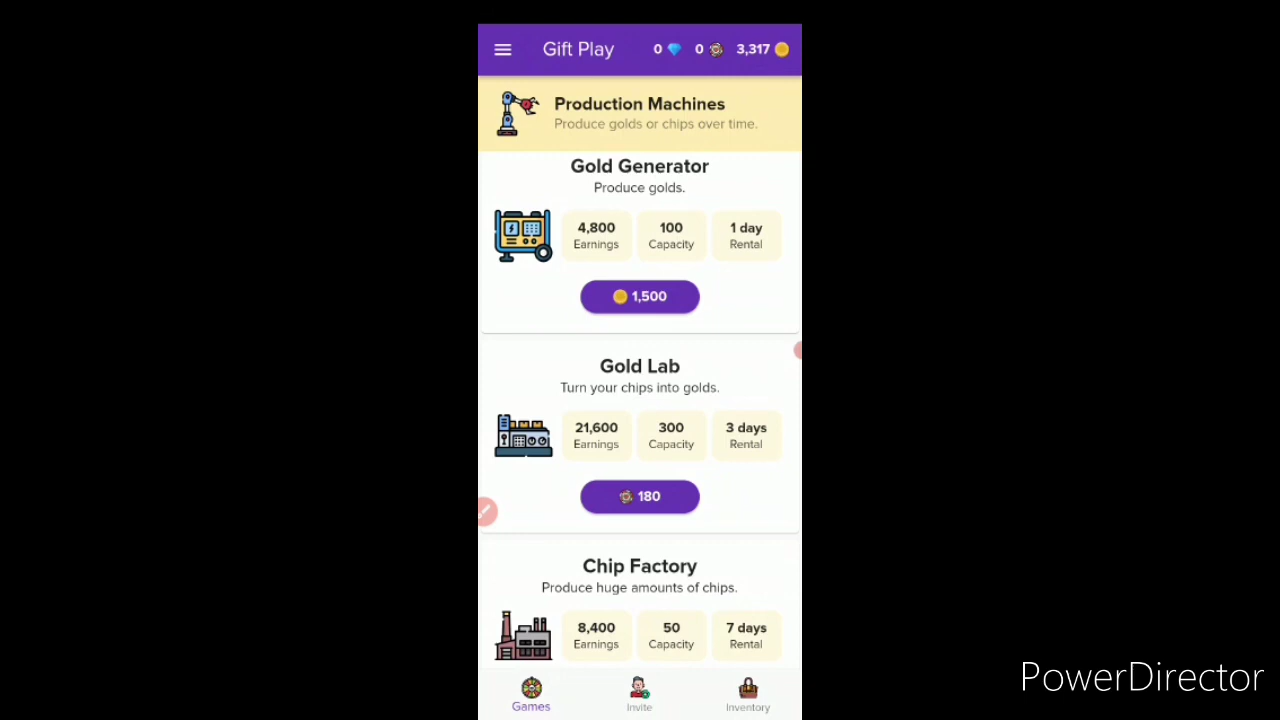 Gift Play 0 0 3,317
Production Machines
Produce golds or chips over time.
Gold Generator
Produce golds.
4,800 100 1 day
Earnings Capacity Rental
1,500
Gold Lab
Turn your chips into golds.
21,600 300 3 days
Earnings Capacity Rental
180
Chip Factory
Produce huge amounts of chips.
8,400 50 7 days
Earnings Capacity Rental
Games Invite Inventory
PowerDirector